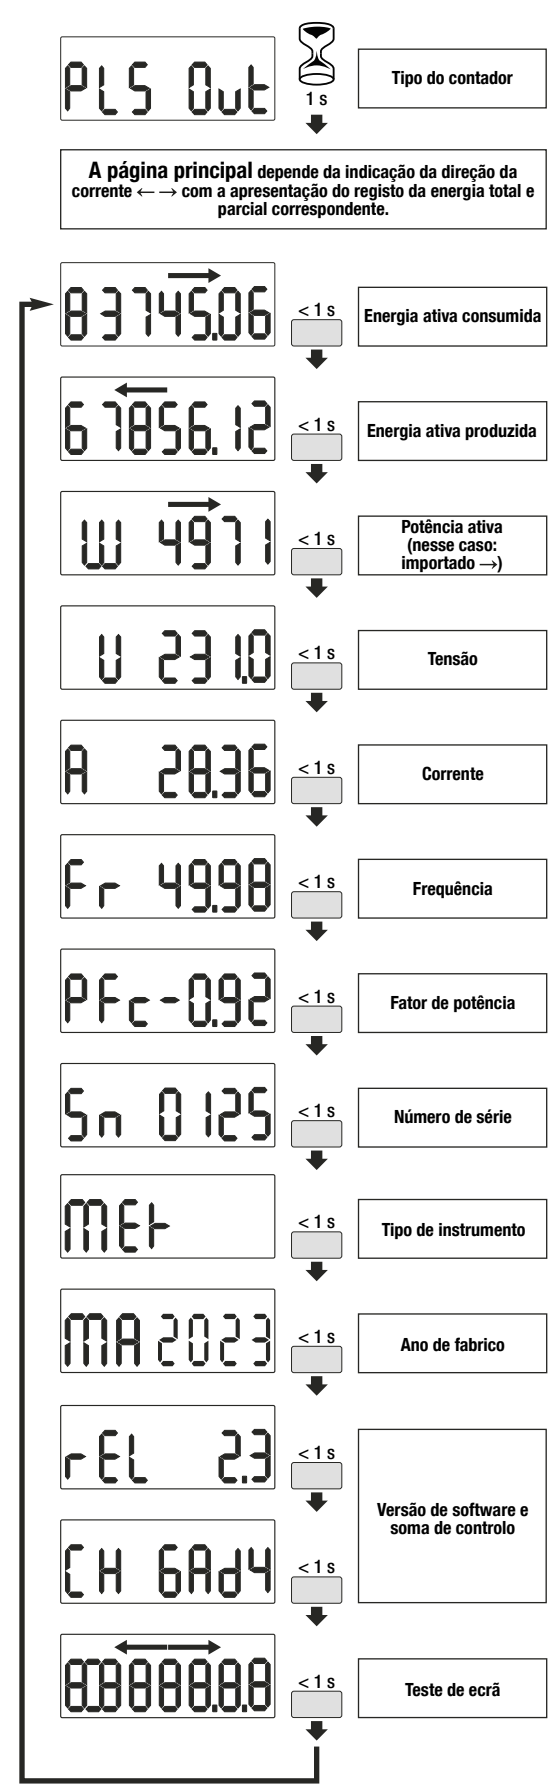 PLS Out
1 s
Tipo do contador
A página principal depende da indicação da direção da
corrente ← → com a apresentação do registo da energia total e
parcial correspondente.
83745.06
< 1 s
Energia ativa consumida
67856.12
< 1 s
Energia ativa produzida
W 4971
< 1 s
Potência ativa
(nesse caso:
importado →)
U 231.0
< 1 s
Tensão
A 28.36
< 1 s
Corrente
Fr 49.98
< 1 s
Frequência
PFc-0.92
< 1 s
Fator de potência
Sn 0125
< 1 s
Número de série
MEt
< 1 s
Tipo de instrumento
MA 2023
< 1 s
Ano de fabrico
rEL 2.3
< 1 s
Versão de software e
soma de controlo
CH 6Ad4
< 1 s
8.8.8.8.8.8.8
< 1 s
Teste de ecrã